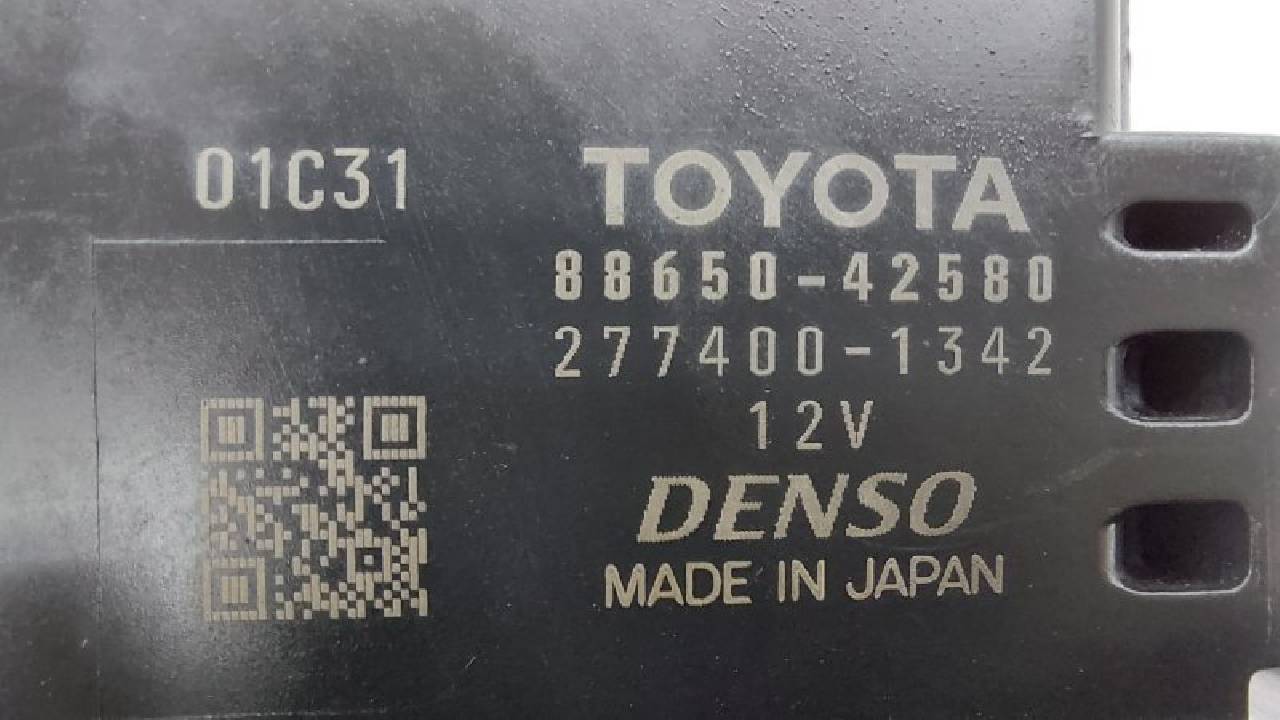 01C31
TOYOTA
88650-42580
277400-1342
12V
DENSO
MADE IN JAPAN